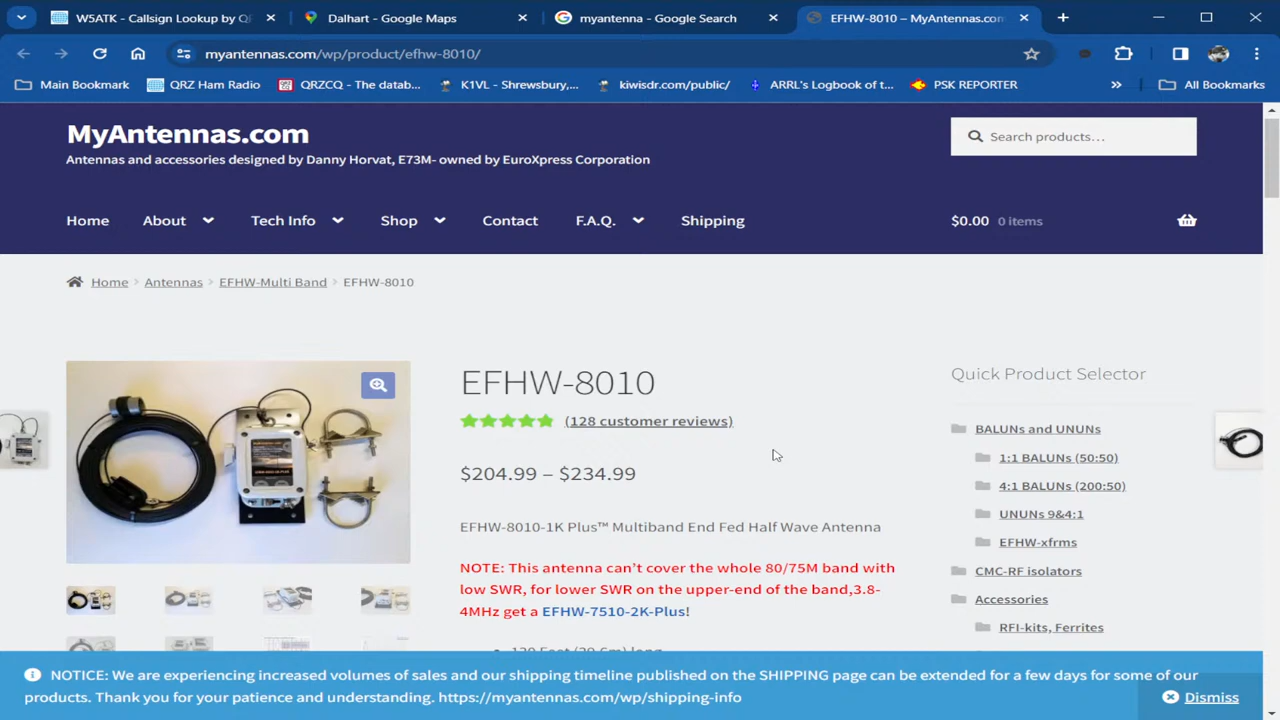 W5ATK - Callsign Lookup by QR
Dalhart - Google Maps
myantenna - Google Search
EFHW-8010 – MyAntennas.com
myantennas.com/wp/product/efhw-8010/
Main Bookmark
QRZ Ham Radio
QRZCQ - The datab...
K1VL - Shrewsbury,...
kiwisdr.com/public/
ARRL's Logbook of t...
PSK REPORTER
»
All Bookmarks
MyAntennas.com
Antennas and accessories designed by Danny Horvat, E73M- owned by EuroXpress Corporation
Search products…
Home
About
Tech Info
Shop
Contact
F.A.Q.
Shipping
$0.00 0 items
Home › Antennas › EFHW-Multi Band › EFHW-8010
EFHW-8010
(128 customer reviews)
$204.99 – $234.99
EFHW-8010-1K Plus™ Multiband End Fed Half Wave Antenna
NOTE: This antenna can’t cover the whole 80/75M band with
low SWR, for lower SWR on the upper-end of the band,3.8-
4MHz get a EFHW-7510-2K-Plus!
Quick Product Selector
BALUNs and UNUNs
1:1 BALUNs (50:50)
4:1 BALUNs (200:50)
UNUNs 9&4:1
EFHW-xfrms
CMC-RF isolators
Accessories
RFI-kits, Ferrites
NOTICE: We are experiencing increased volumes of sales and our shipping timeline published on the SHIPPING page can be extended for a few days for some of our
products. Thank you for your patience and understanding. https://myantennas.com/wp/shipping-info
Dismiss